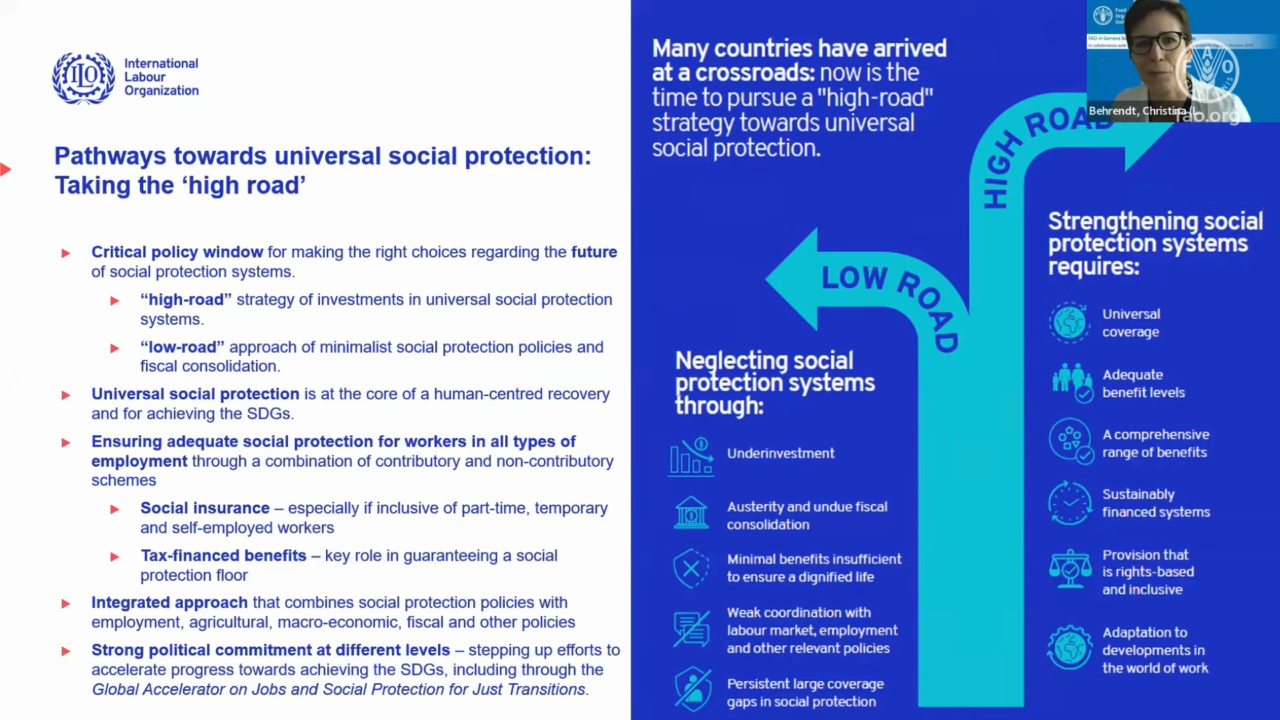 International
Labour
Organization
Pathways towards universal social protection:
Taking the ‘high road’
Critical policy window for making the right choices regarding the future
of social protection systems.
“high-road” strategy of investments in universal social protection
systems.
“low-road” approach of minimalist social protection policies and
fiscal consolidation.
Universal social protection is at the core of a human-centred recovery
and for achieving the SDGs.
Ensuring adequate social protection for workers in all types of
employment through a combination of contributory and non-contributory
schemes
Social insurance – especially if inclusive of part-time, temporary
and self-employed workers
Tax-financed benefits – key role in guaranteeing a social
protection floor
Integrated approach that combines social protection policies with
employment, agricultural, macro-economic, fiscal and other policies
Strong political commitment at different levels – stepping up efforts to
accelerate progress towards achieving the SDGs, including through the
Global Accelerator on Jobs and Social Protection for Just Transitions.
Many countries have arrived
at a crossroads: now is the
time to pursue a "high-road"
strategy towards universal
social protection.
HIGH ROAD
LOW ROAD
Neglecting social
protection systems
through:
Underinvestment
Austerity and undue fiscal
consolidation
Minimal benefits insufficient
to ensure a dignified life
Weak coordination with
labour market, employment
and other relevant policies
Persistent large coverage
gaps in social protection
Strengthening social
protection systems
requires:
Universal
coverage
Adequate
benefit levels
A comprehensive
range of benefits
Sustainably
financed systems
Provision that
is rights-based
and inclusive
Adaptation to
developments in
the world of work
Behrendt, Christina (I...
fao.org